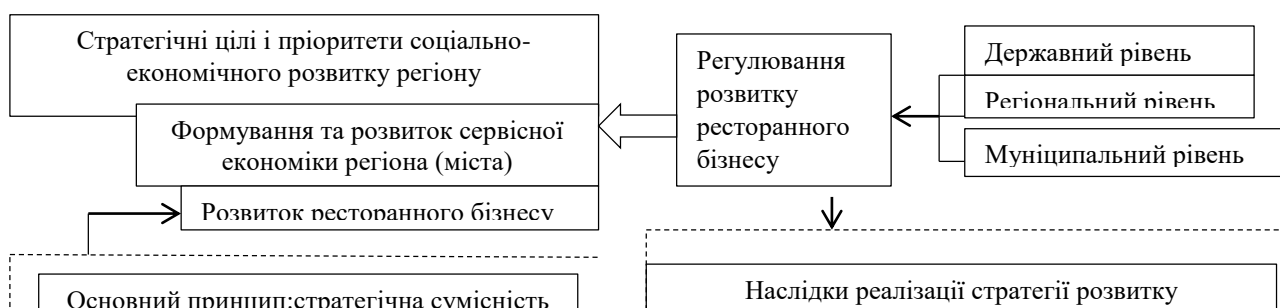 Стратегічні цілі і пріоритети соціально-
економічного розвитку регіону
Формування та розвиток сервісної
економіки регіона (міста)
Розвиток ресторанного бізнесу
Регулювання
розвитку
ресторанного
бізнесу
Державний рівень
Регіональний рівень
Муніципальний рівень
Основний принцип:стратегічна сумісність
Наслідки реалізації стратегії розвитку